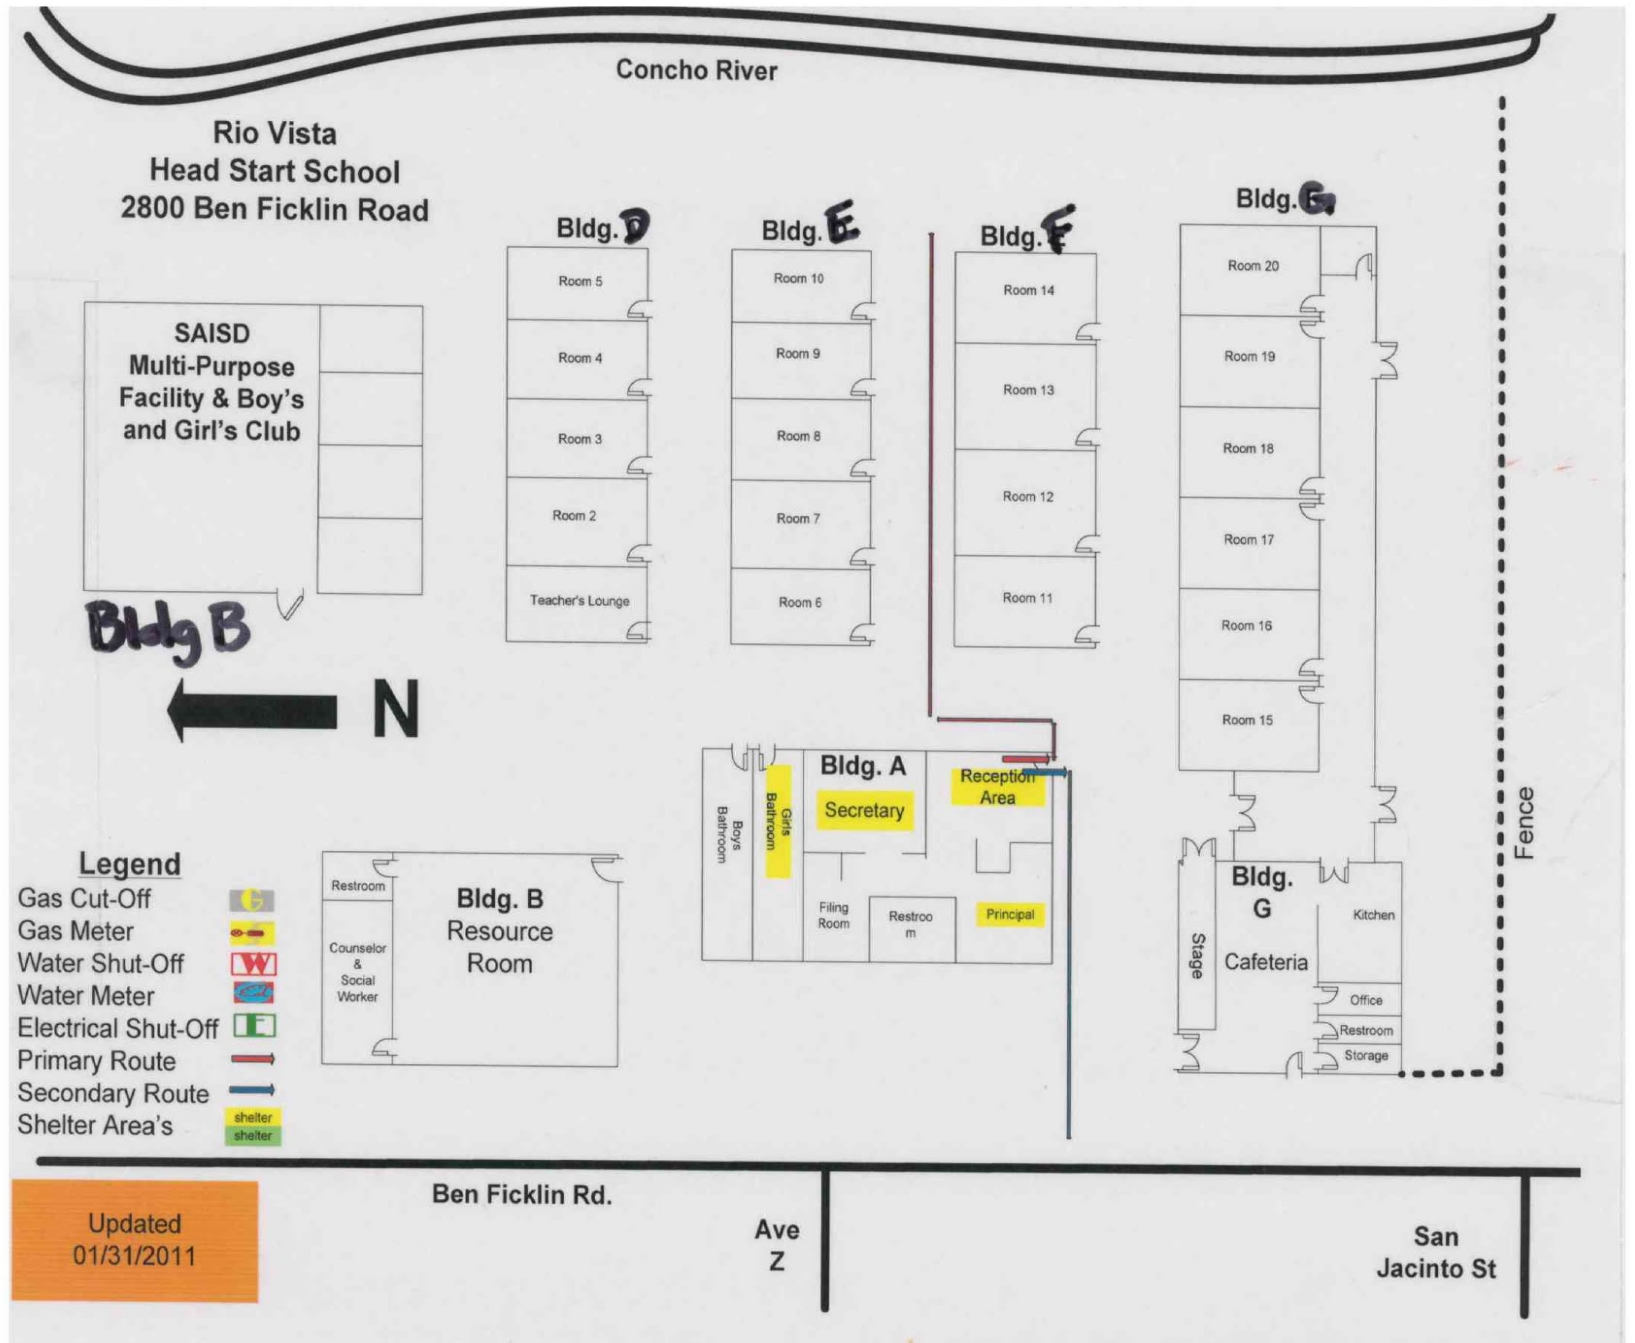 Concho River
Rio Vista
Head Start School
2800 Ben Ficklin Road
Bldg. D
Bldg. E
Bldg. F
Bldg. G
Room 5
Room 4
Room 3
Room 2
Teacher's Lounge
Room 10
Room 9
Room 8
Room 7
Room 6
Room 14
Room 13
Room 12
Room 11
Room 20
Room 19
Room 18
Room 17
Room 16
Room 15
SAISD
Multi-Purpose
Facility & Boy's
and Girl's Club
Bldg B
N
Boys
Bathroom
Girls
Bathroom
Bldg. A
Secretary
Reception
Area
Filing
Room
Restroo
m
Principal
Restroom
Counselor
&
Social
Worker
Bldg. B
Resource
Room
Stage
Bldg.
G
Cafeteria
Kitchen
Office
Restroom
Storage
Fence
Legend
Gas Cut-Off
G
Gas Meter
Water Shut-Off
W
Water Meter
Electrical Shut-Off
E
Primary Route
Secondary Route
Shelter Area's
shelter
shelter
Ben Ficklin Rd.
Updated
01/31/2011
Ave
Z
San
Jacinto St